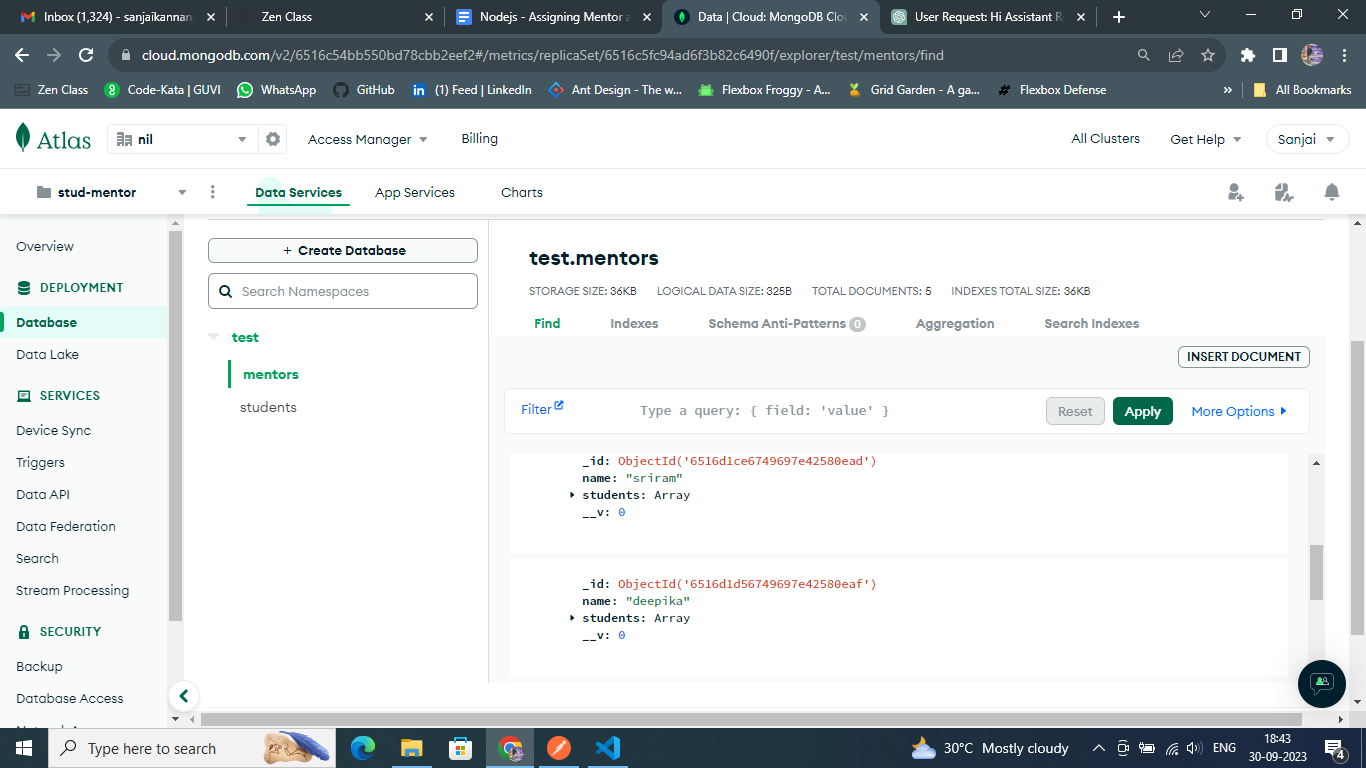 Inbox (1,324) - sanjaikannan
Zen Class
Nodejs - Assigning Mentor a
Data | Cloud: MongoDB Clou
User Request: Hi Assistant R
cloud.mongodb.com/v2/6516c54bb550bd78cbb2eef2#/metrics/replicaSet/6516c5fc94ad6f3b82c6490f/explorer/test/mentors/find
Zen Class
Code-Kata | GUVI
WhatsApp
GitHub
(1) Feed | LinkedIn
Ant Design - The w...
Flexbox Froggy - A...
Grid Garden - A ga...
Flexbox Defense
»
All Bookmarks
Atlas
nil
Access Manager
Billing
All Clusters
Get Help
Sanjai
stud-mentor
Data Services
App Services
Charts
Overview
DEPLOYMENT
Database
Data Lake
SERVICES
Device Sync
Triggers
Data API
Data Federation
Search
Stream Processing
SECURITY
Backup
Database Access
+ Create Database
Search Namespaces
test
mentors
students
test.mentors
STORAGE SIZE: 36KB LOGICAL DATA SIZE: 325B TOTAL DOCUMENTS: 5 INDEXES TOTAL SIZE: 36KB
Find Indexes Schema Anti-Patterns 0 Aggregation Search Indexes
INSERT DOCUMENT
Filter Type a query: { field: 'value' } Reset Apply More Options
_id: ObjectId('6516d1ce6749697e42580ead')
name: "sriram"
students: Array
__v: 0
_id: ObjectId('6516d1d56749697e42580eaf')
name: "deepika"
students: Array
__v: 0
Type here to search
30°C Mostly cloudy
ENG
18:43
30-09-2023
4